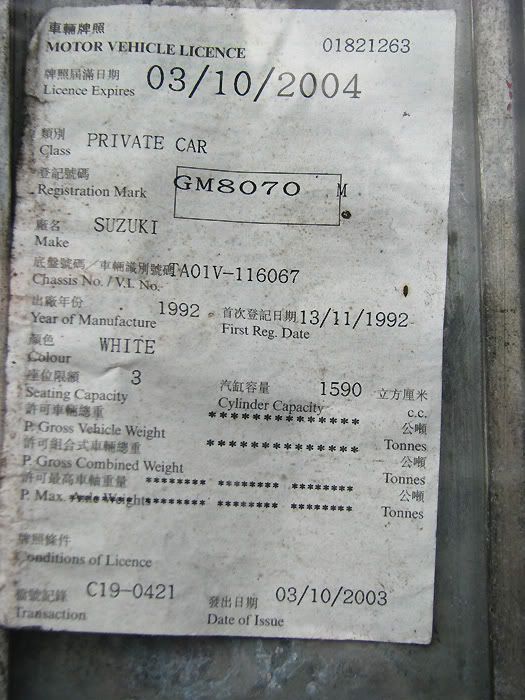 車輛牌照
MOTOR VEHICLE LICENCE 01821263
牌照屆滿日期
Licence Expires 03/10/2004
類別
Class PRIVATE CAR
登記號碼
Registration Mark GM8070 M
廠名
Make SUZUKI
底盤號碼／車輛識別號碼
Chassis No. / V.I. No. TA01V-116067
出廠年份 首次登記日期
Year of Manufacture 1992 First Reg. Date 13/11/1992
顏色
Colour WHITE
座位限額 汽缸容量 立方厘米
Seating Capacity 3 Cylinder Capacity 1590 c.c.
許可車輛總重 ************** 公噸
P. Gross Vehicle Weight Tonnes
許可組合式車輛總重 ************** 公噸
P. Gross Combined Weight Tonnes
許可最高車軸重量 ******** ******** ******** 公噸
P. Max. Axle Weights ******** ******** ******** Tonnes
牌照條件
Conditions of Licence
檔號記錄 發出日期
Transaction C19-0421 Date of Issue 03/10/2003